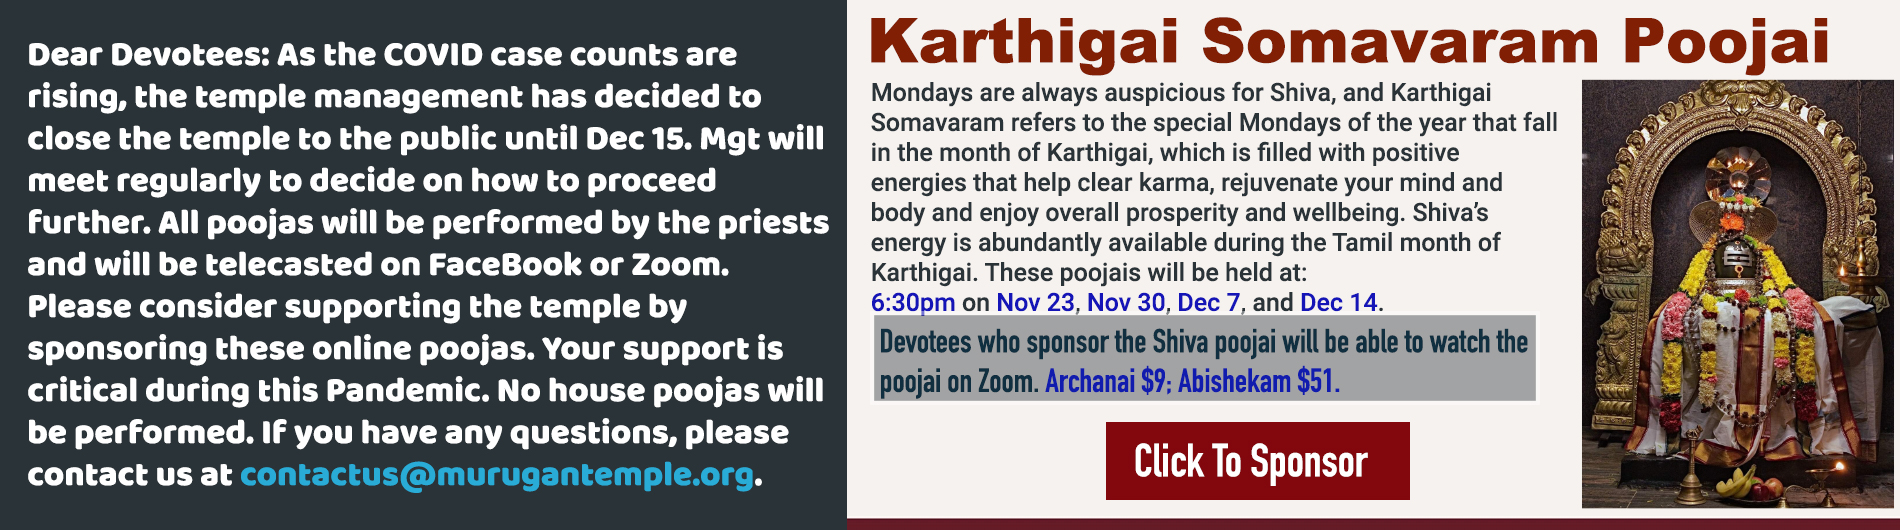 Dear Devotees: As the COVID case counts are
rising, the temple management has decided to
close the temple to the public until Dec 15. Mgt will
meet regularly to decide on how to proceed
further. All poojas will be performed by the priests
and will be telecasted on FaceBook or Zoom.
Please consider supporting the temple by
sponsoring these online poojas. Your support is
critical during this Pandemic. No house poojas will
be performed. If you have any questions, please
contact us at contactus@murugantemple.org.
Karthigai Somavaram Poojai
Mondays are always auspicious for Shiva, and Karthigai
Somavaram refers to the special Mondays of the year that fall
in the month of Karthigai, which is filled with positive
energies that help clear karma, rejuvenate your mind and
body and enjoy overall prosperity and wellbeing. Shiva’s
energy is abundantly available during the Tamil month of
Karthigai. These poojais will be held at:
6:30pm on Nov 23, Nov 30, Dec 7, and Dec 14.
Devotees who sponsor the Shiva poojai will be able to watch the
poojai on Zoom. Archanai $9; Abishekam $51.
Click To Sponsor